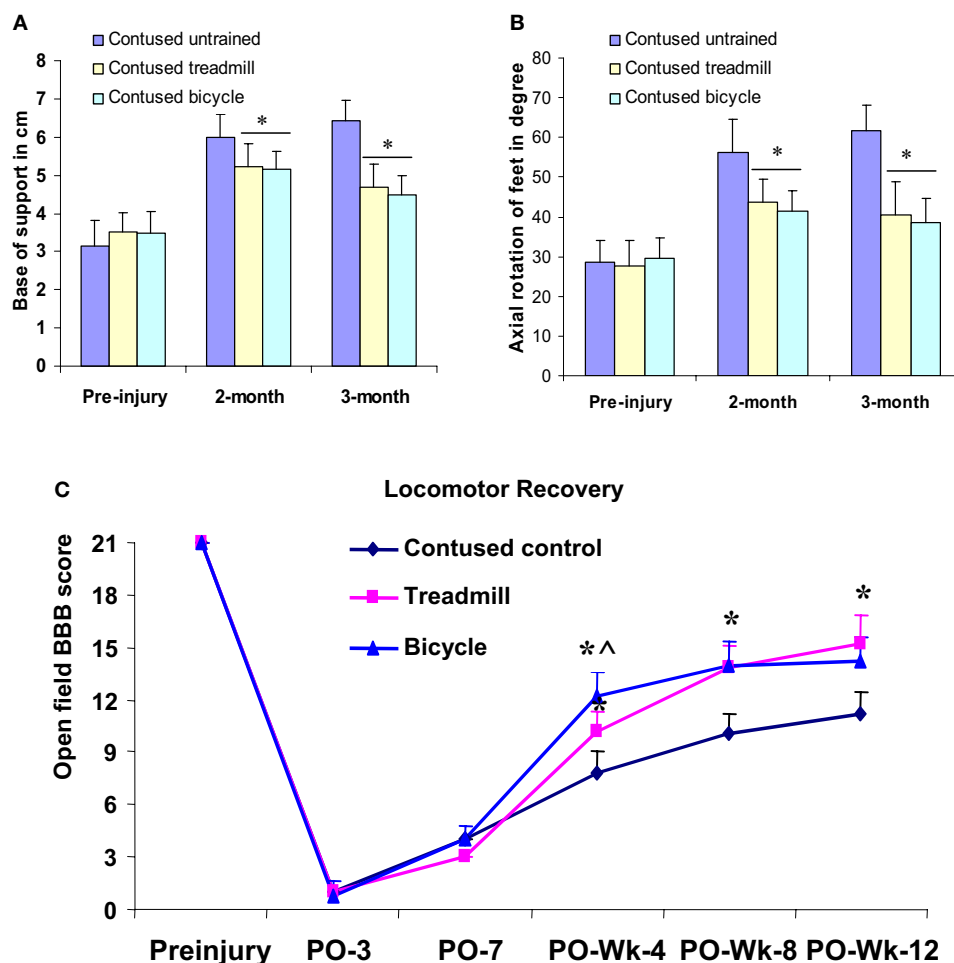 A
Contused untrained
Contused treadmill
Contused bicycle
Base of support in cm
8
7
6
5
4
3
2
1
0
*
*
Pre-injury 2-month 3-month
B
Contused untrained
Contused treadmill
Contused bicycle
Axial rotation of feet in degree
80
70
60
50
40
30
20
10
0
*
*
Pre-injury 2-month 3-month
C
Locomotor Recovery
Contused control
Treadmill
Bicycle
Open field BBB score
21
18
15
12
9
6
3
0
*^
*
*
*
Preinjury PO-3 PO-7 PO-Wk-4 PO-Wk-8 PO-Wk-12